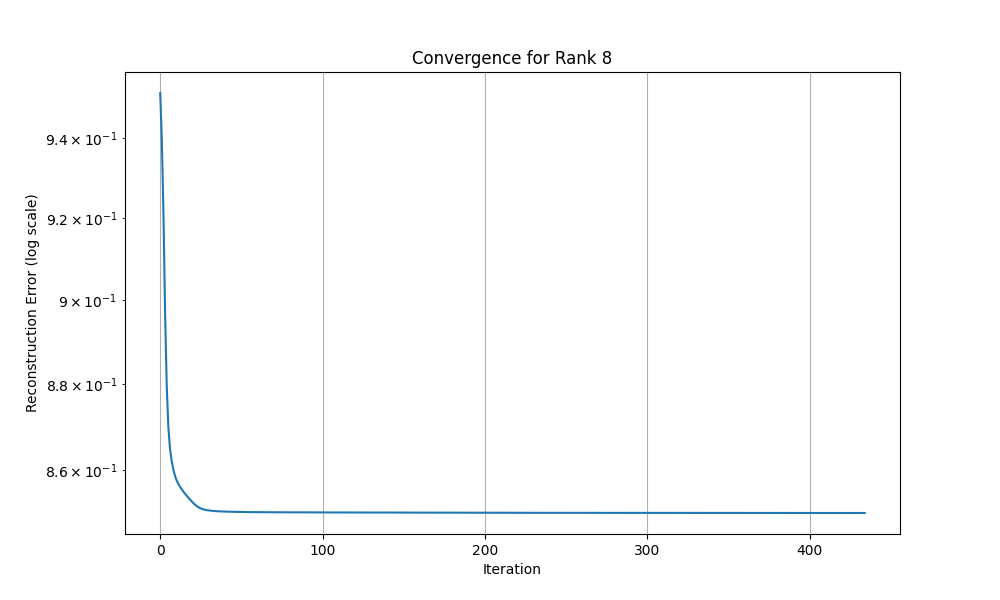 Convergence for Rank 8
Reconstruction Error (log scale)
9.4 × 10⁻¹
9.2 × 10⁻¹
9 × 10⁻¹
8.8 × 10⁻¹
8.6 × 10⁻¹
0 100 200 300 400
Iteration